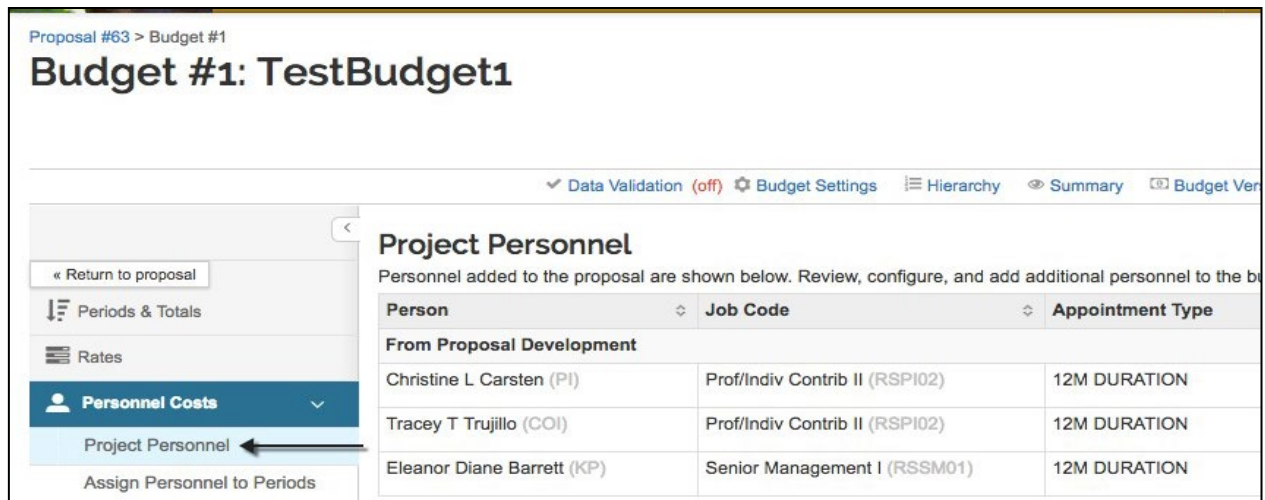 Proposal #63 > Budget #1
Budget #1: TestBudget1
Data Validation (off) Budget Settings Hierarchy Summary Budget Vers
« Return to proposal
Periods & Totals
Rates
Personnel Costs
Project Personnel
Assign Personnel to Periods
Project Personnel
Personnel added to the proposal are shown below. Review, configure, and add additional personnel to the bu
Person Job Code Appointment Type
From Proposal Development
Christine L Carsten (PI) Prof/Indiv Contrib II (RSPI02) 12M DURATION
Tracey T Trujillo (COI) Prof/Indiv Contrib II (RSPI02) 12M DURATION
Eleanor Diane Barrett (KP) Senior Management I (RSSM01) 12M DURATION